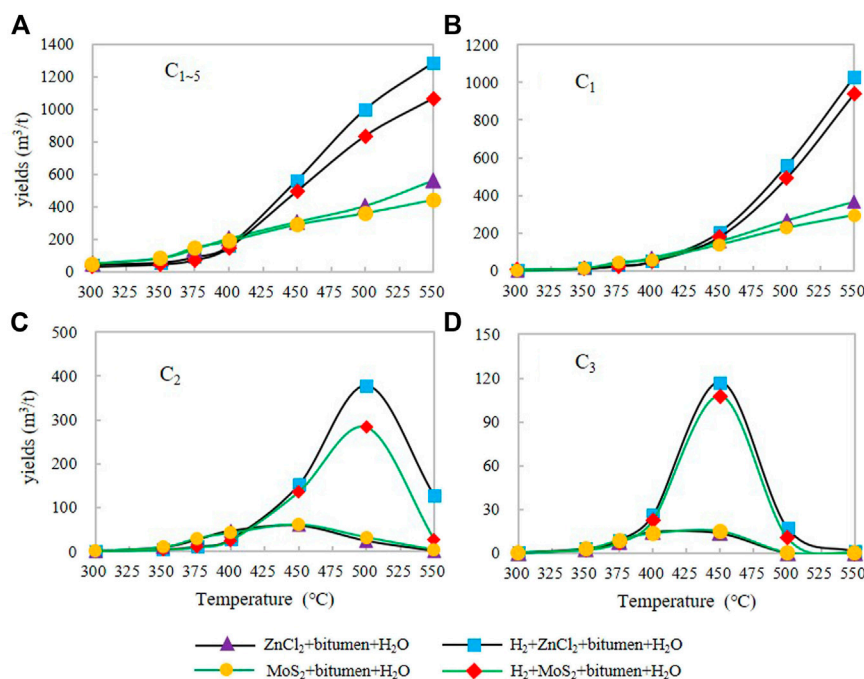 A
B
1400
1200
1000
800
600
400
200
0
C₁~₅
yields (m³/t)
300 325 350 375 400 425 450 475 500 525 550
1200
1000
800
600
400
200
0
C₁
300 325 350 375 400 425 450 475 500 525 550
C
D
500
400
300
200
100
0
C₂
yields (m³/t)
300 325 350 375 400 425 450 475 500 525 550
Temperature (°C)
150
120
90
60
30
0
C₃
300 325 350 375 400 425 450 475 500 525 550
Temperature (°C)
ZnCl₂+bitumen+H₂O
H₂+ZnCl₂+bitumen+H₂O
MoS₂+bitumen+H₂O
H₂+MoS₂+bitumen+H₂O